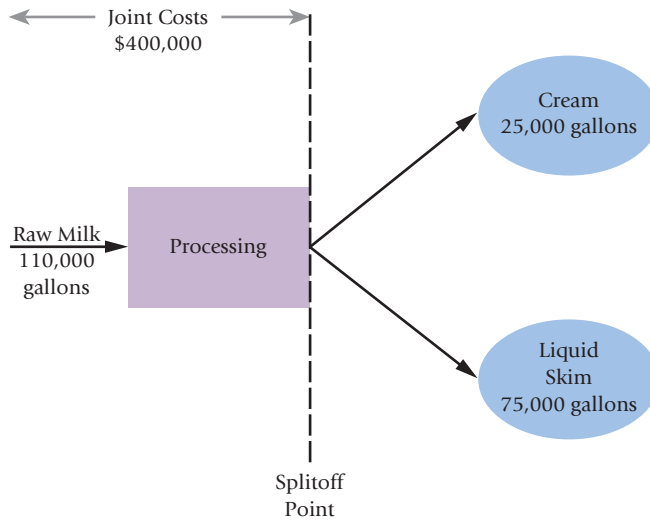 Joint Costs
$400,000
Cream
25,000 gallons
Raw Milk
110,000
gallons
Processing
Liquid
Skim
75,000 gallons
Splitoff
Point